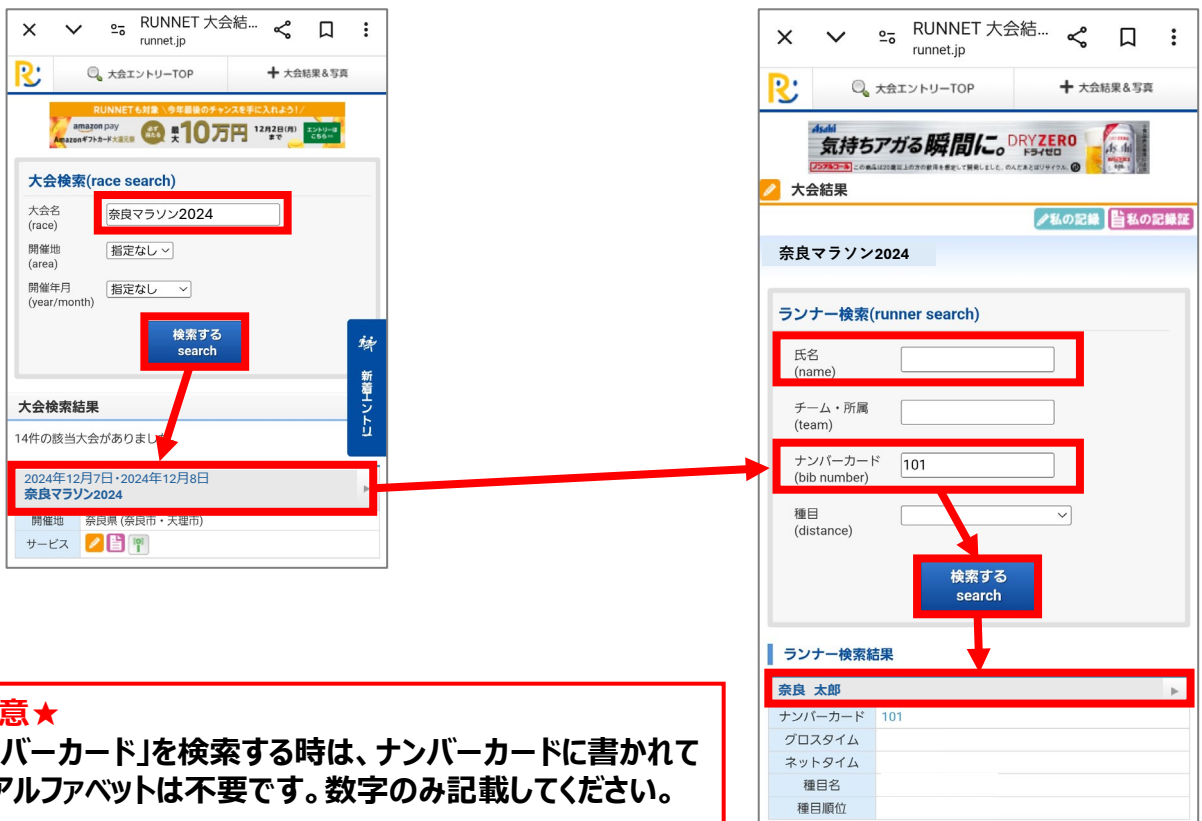 RUNNET 大会結...
runnet.jp
大会エントリーTOP
大会結果&写真
RUNNETも対象 \今年最後のチャンスを手に入れよう!/
amazon pay
Amazonギフトカード大還元祭
必ず
最大10万円
12月2日(月)
まで
エントリーは
こちら
大会検索(race search)
大会名
(race)
奈良マラソン2024
開催地
(area)
指定なし
開催年月
(year/month)
指定なし
検索する
search
新着エントリ
大会検索結果
14件の該当大会がありまし
2024年12月7日・2024年12月8日
奈良マラソン2024
開催地 奈良県 (奈良市・天理市)
サービス
意★
バーカード」を検索する時は、ナンバーカードに書かれて
アルファベットは不要です。数字のみ記載してください。
RUNNET 大会結...
runnet.jp
大会エントリーTOP
大会結果&写真
Asahi
気持ちアガる瞬間に。
DRYZERO
ドライゼロ
ノンアルコール
大会結果
私の記録
私の記録証
奈良マラソン2024
ランナー検索(runner search)
氏名
(name)
チーム・所属
(team)
ナンバーカード
(bib number)
101
種目
(distance)
検索する
search
ランナー検索結果
奈良 太郎
ナンバーカード 101
グロスタイム
ネットタイム
種目名
種目順位